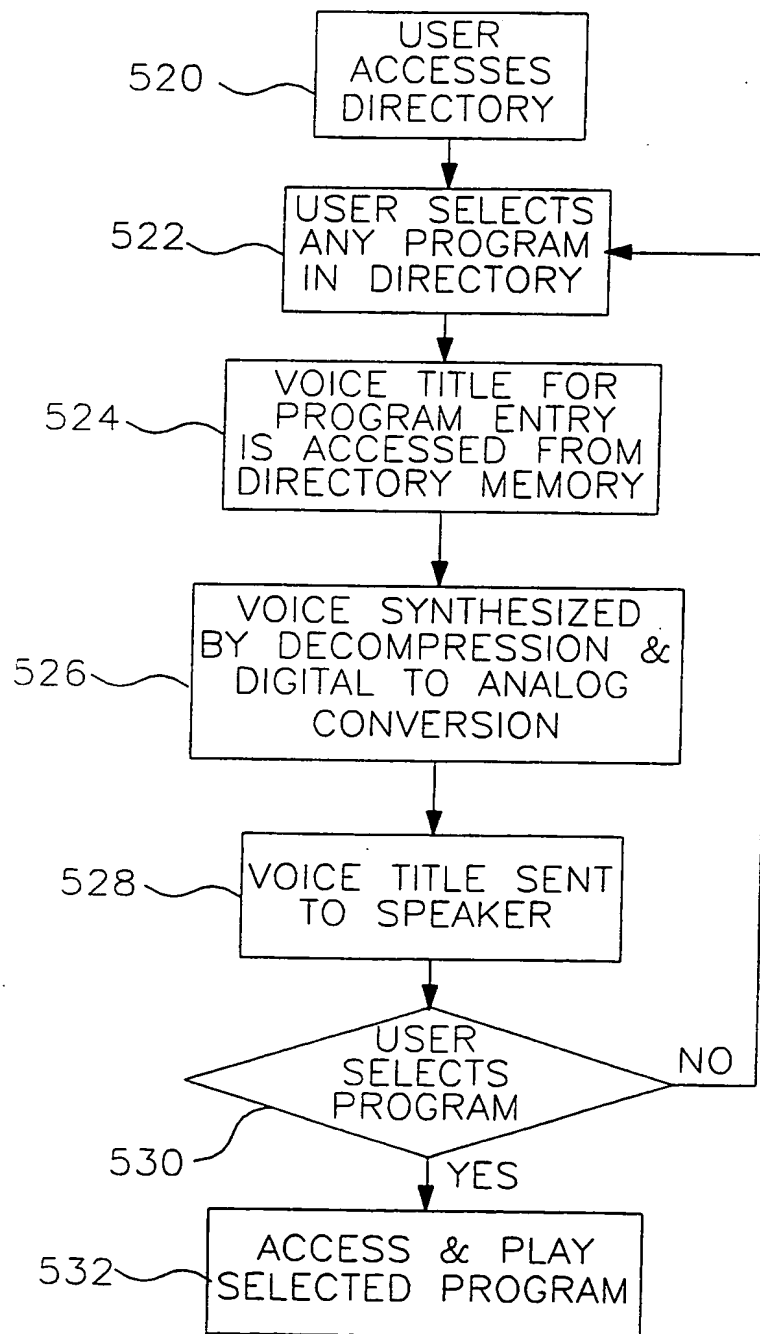 520
USER
ACCESSES
DIRECTORY
522
USER SELECTS
ANY PROGRAM
IN DIRECTORY
524
VOICE TITLE FOR
PROGRAM ENTRY
IS ACCESSED FROM
DIRECTORY MEMORY
526
VOICE SYNTHESIZED
BY DECOMPRESSION &
DIGITAL TO ANALOG
CONVERSION
528
VOICE TITLE SENT
TO SPEAKER
530
USER
SELECTS
PROGRAM
NO
YES
532
ACCESS & PLAY
SELECTED PROGRAM